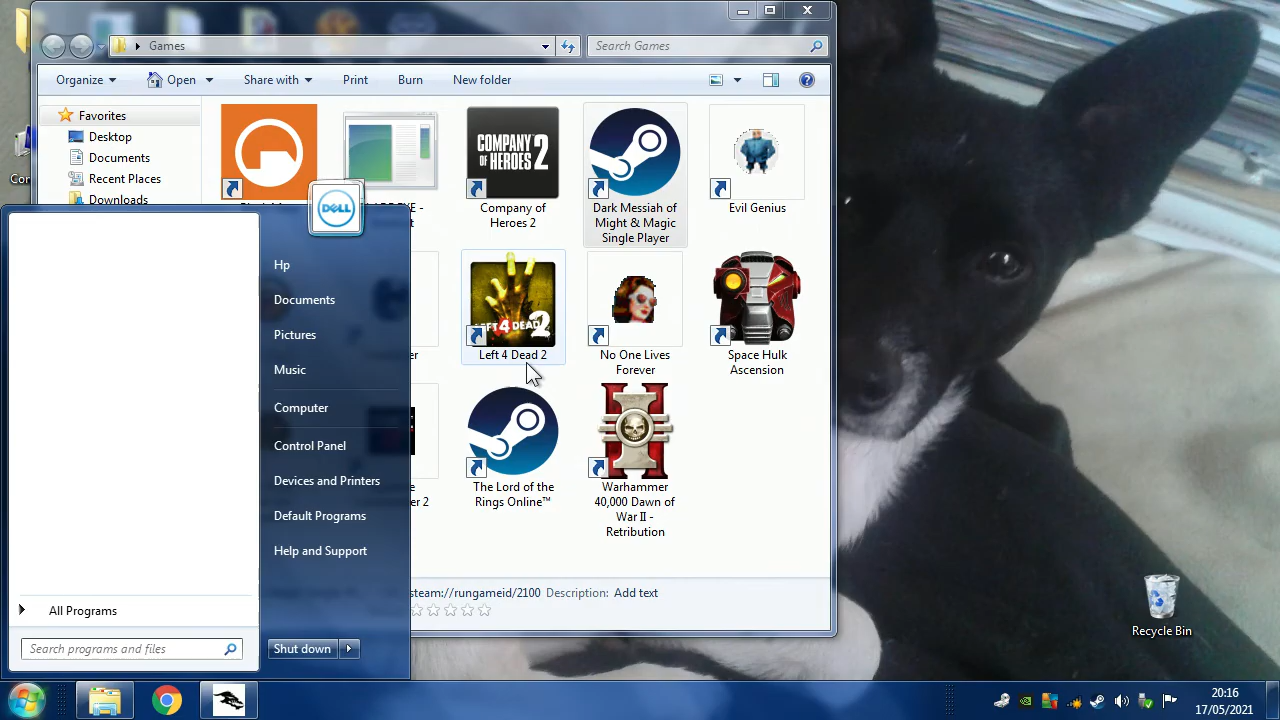 Games
Search Games
Organize
Open
Share with
Print
Burn
New folder
Favorites
Desktop
Documents
Recent Places
Downloads
COMPANY
OF HEROES 2
Company of
Heroes 2
Dark Messiah of
Might & Magic
Single Player
Evil Genius
LEFT 4 DEAD 2
Left 4 Dead 2
No One Lives
Forever
Space Hulk
Ascension
The Lord of the
Rings Online™
Warhammer
40,000 Dawn of
War II -
Retribution
steam://rungameid/2100 Description: Add text
DELL
Hp
Documents
Pictures
Music
Computer
Control Panel
Devices and Printers
Default Programs
Help and Support
All Programs
Search programs and files
Shut down
Recycle Bin
20:16
17/05/2021